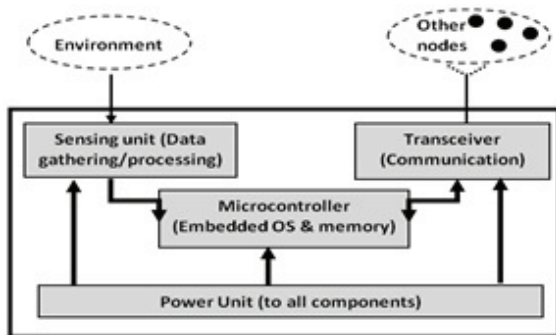 Environment
Other
nodes
Sensing unit (Data
gathering/processing)
Transceiver
(Communication)
Microcontroller
(Embedded OS & memory)
Power Unit (to all components)